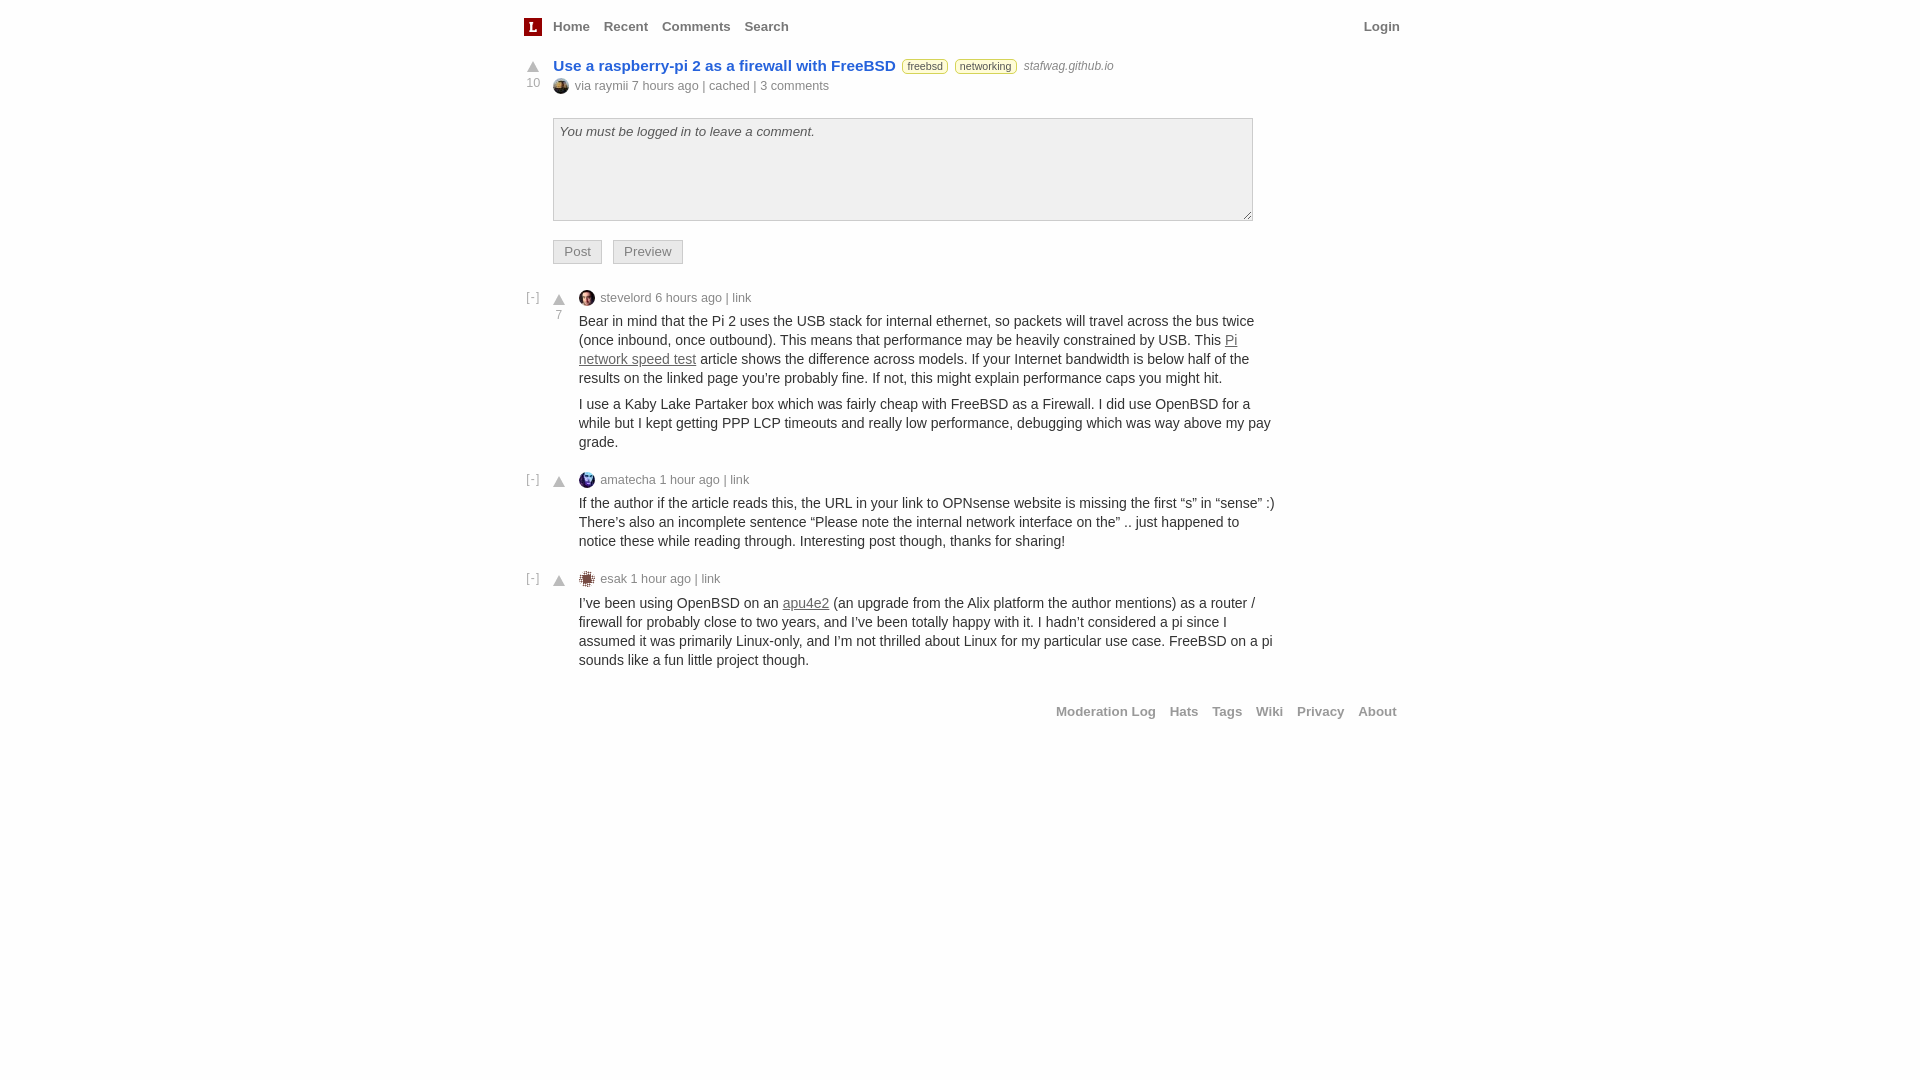 L Home Recent Comments Search Login
Use a raspberry-pi 2 as a firewall with FreeBSD freebsd networking stafwag.github.io
10 via raymii 7 hours ago | cached | 3 comments
You must be logged in to leave a comment.
Post Preview
[-] stevelord 6 hours ago | link
7
Bear in mind that the Pi 2 uses the USB stack for internal ethernet, so packets will travel across the bus twice
(once inbound, once outbound). This means that performance may be heavily constrained by USB. This Pi
network speed test article shows the difference across models. If your Internet bandwidth is below half of the
results on the linked page you’re probably fine. If not, this might explain performance caps you might hit.
I use a Kaby Lake Partaker box which was fairly cheap with FreeBSD as a Firewall. I did use OpenBSD for a
while but I kept getting PPP LCP timeouts and really low performance, debugging which was way above my pay
grade.
[-] amatecha 1 hour ago | link
If the author if the article reads this, the URL in your link to OPNsense website is missing the first “s” in “sense” :)
There’s also an incomplete sentence “Please note the internal network interface on the” .. just happened to
notice these while reading through. Interesting post though, thanks for sharing!
[-] esak 1 hour ago | link
I’ve been using OpenBSD on an apu4e2 (an upgrade from the Alix platform the author mentions) as a router /
firewall for probably close to two years, and I’ve been totally happy with it. I hadn’t considered a pi since I
assumed it was primarily Linux-only, and I’m not thrilled about Linux for my particular use case. FreeBSD on a pi
sounds like a fun little project though.
Moderation Log Hats Tags Wiki Privacy About